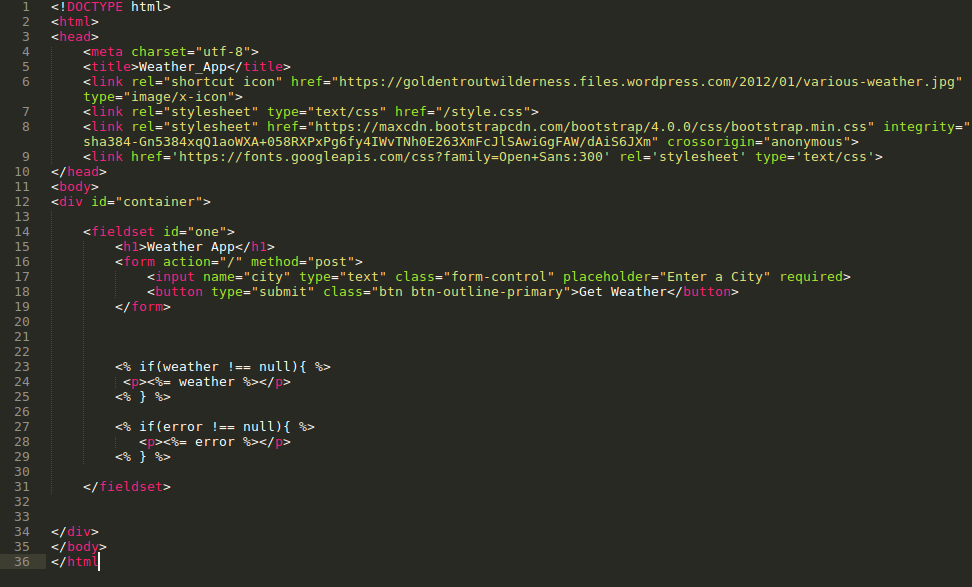 1 <!DOCTYPE html>
2 <html>
3 <head>
4     <meta charset="utf-8">
5     <title>Weather_App</title>
6     <link rel="shortcut icon" href="https://goldentroutwilderness.files.wordpress.com/2012/01/various-weather.jpg"
    type="image/x-icon">
7     <link rel="stylesheet" type="text/css" href="/style.css">
8     <link rel="stylesheet" href="https://maxcdn.bootstrapcdn.com/bootstrap/4.0.0/css/bootstrap.min.css" integrity="
    sha384-Gn5384xqQ1aoWXA+058RXPxPg6fy4IWvTNh0E263XmFcJlSAwiGgFAW/dAiS6JXm" crossorigin="anonymous">
9     <link href='https://fonts.googleapis.com/css?family=Open+Sans:300' rel='stylesheet' type='text/css'>
10 </head>
11 <body>
12 <div id="container">
13
14     <fieldset id="one">
15         <h1>Weather App</h1>
16         <form action="/" method="post">
17             <input name="city" type="text" class="form-control" placeholder="Enter a City" required>
18             <button type="submit" class="btn btn-outline-primary">Get Weather</button>
19         </form>
20
21
22
23         <% if(weather !== null){ %>
24          <p><%= weather %></p>
25         <% } %>
26
27         <% if(error !== null){ %>
28            <p><%= error %></p>
29         <% } %>
30
31     </fieldset>
32
33
34 </div>
35 </body>
36 </html